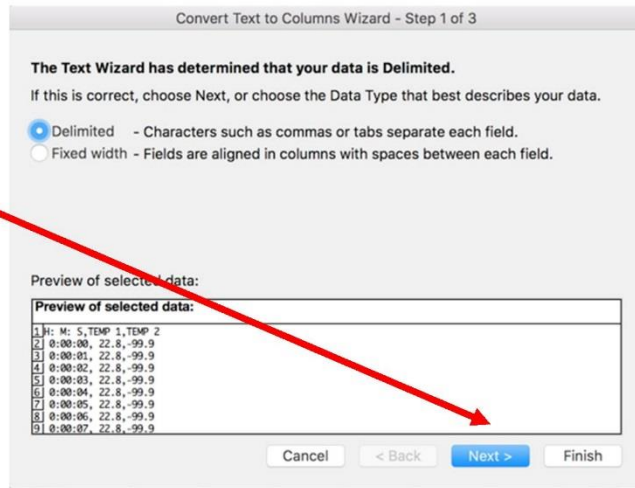 Convert Text to Columns Wizard - Step 1 of 3
The Text Wizard has determined that your data is Delimited.
If this is correct, choose Next, or choose the Data Type that best describes your data.
Delimited - Characters such as commas or tabs separate each field.
Fixed width - Fields are aligned in columns with spaces between each field.
Preview of selected data:
Preview of selected data:
1 H: M: S,TEMP 1,TEMP 2
2 0:00:00, 22.8,-99.9
3 0:00:01, 22.8,-99.9
4 0:00:02, 22.8,-99.9
5 0:00:03, 22.8,-99.9
6 0:00:04, 22.8,-99.9
7 0:00:05, 22.8,-99.9
8 0:00:06, 22.8,-99.9
9 0:00:07, 22.8,-99.9
Cancel < Back Next > Finish